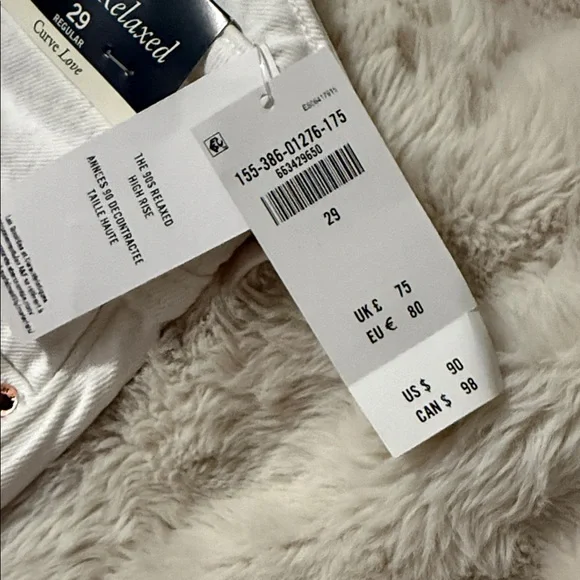 Relaxed
29
REGULAR
Curve Love
THE 90S RELAXED
HIGH RISE
ANNÉES 90 DÉCONTRACTÉE
TAILLE HAUTE
155-386-01276-175
663429650
29
UK £ 75
EU € 80
US $ 90
CAN $ 98